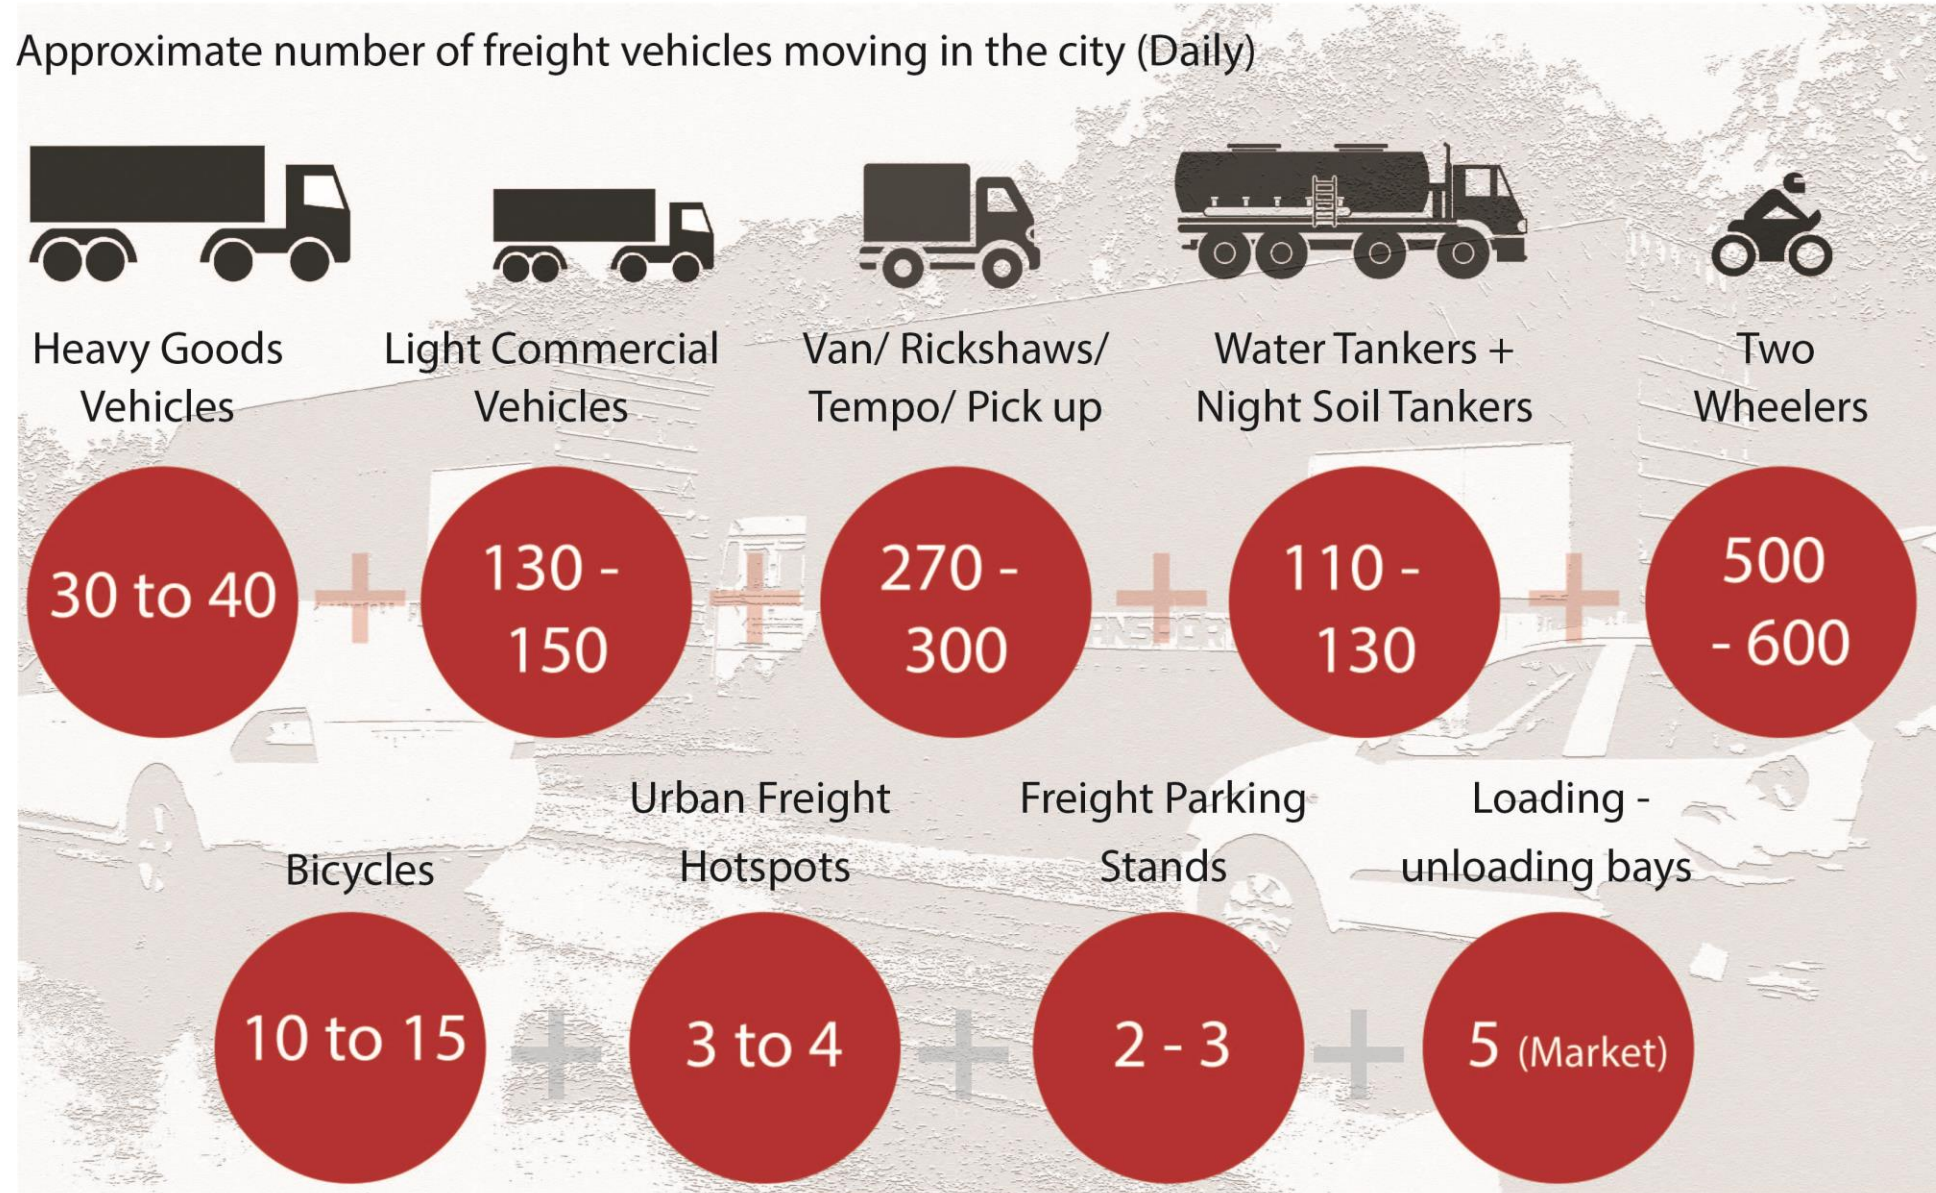 Approximate number of freight vehicles moving in the city (Daily)
Heavy Goods
Vehicles
Light Commercial
Vehicles
Van/ Rickshaws/
Tempo/ Pick up
Water Tankers +
Night Soil Tankers
Two
Wheelers
30 to 40
+
130 -
150
+
270 -
300
+
110 -
130
+
500
- 600
Bicycles
Urban Freight
Hotspots
Freight Parking
Stands
Loading -
unloading bays
10 to 15
+
3 to 4
+
2 - 3
+
5 (Market)